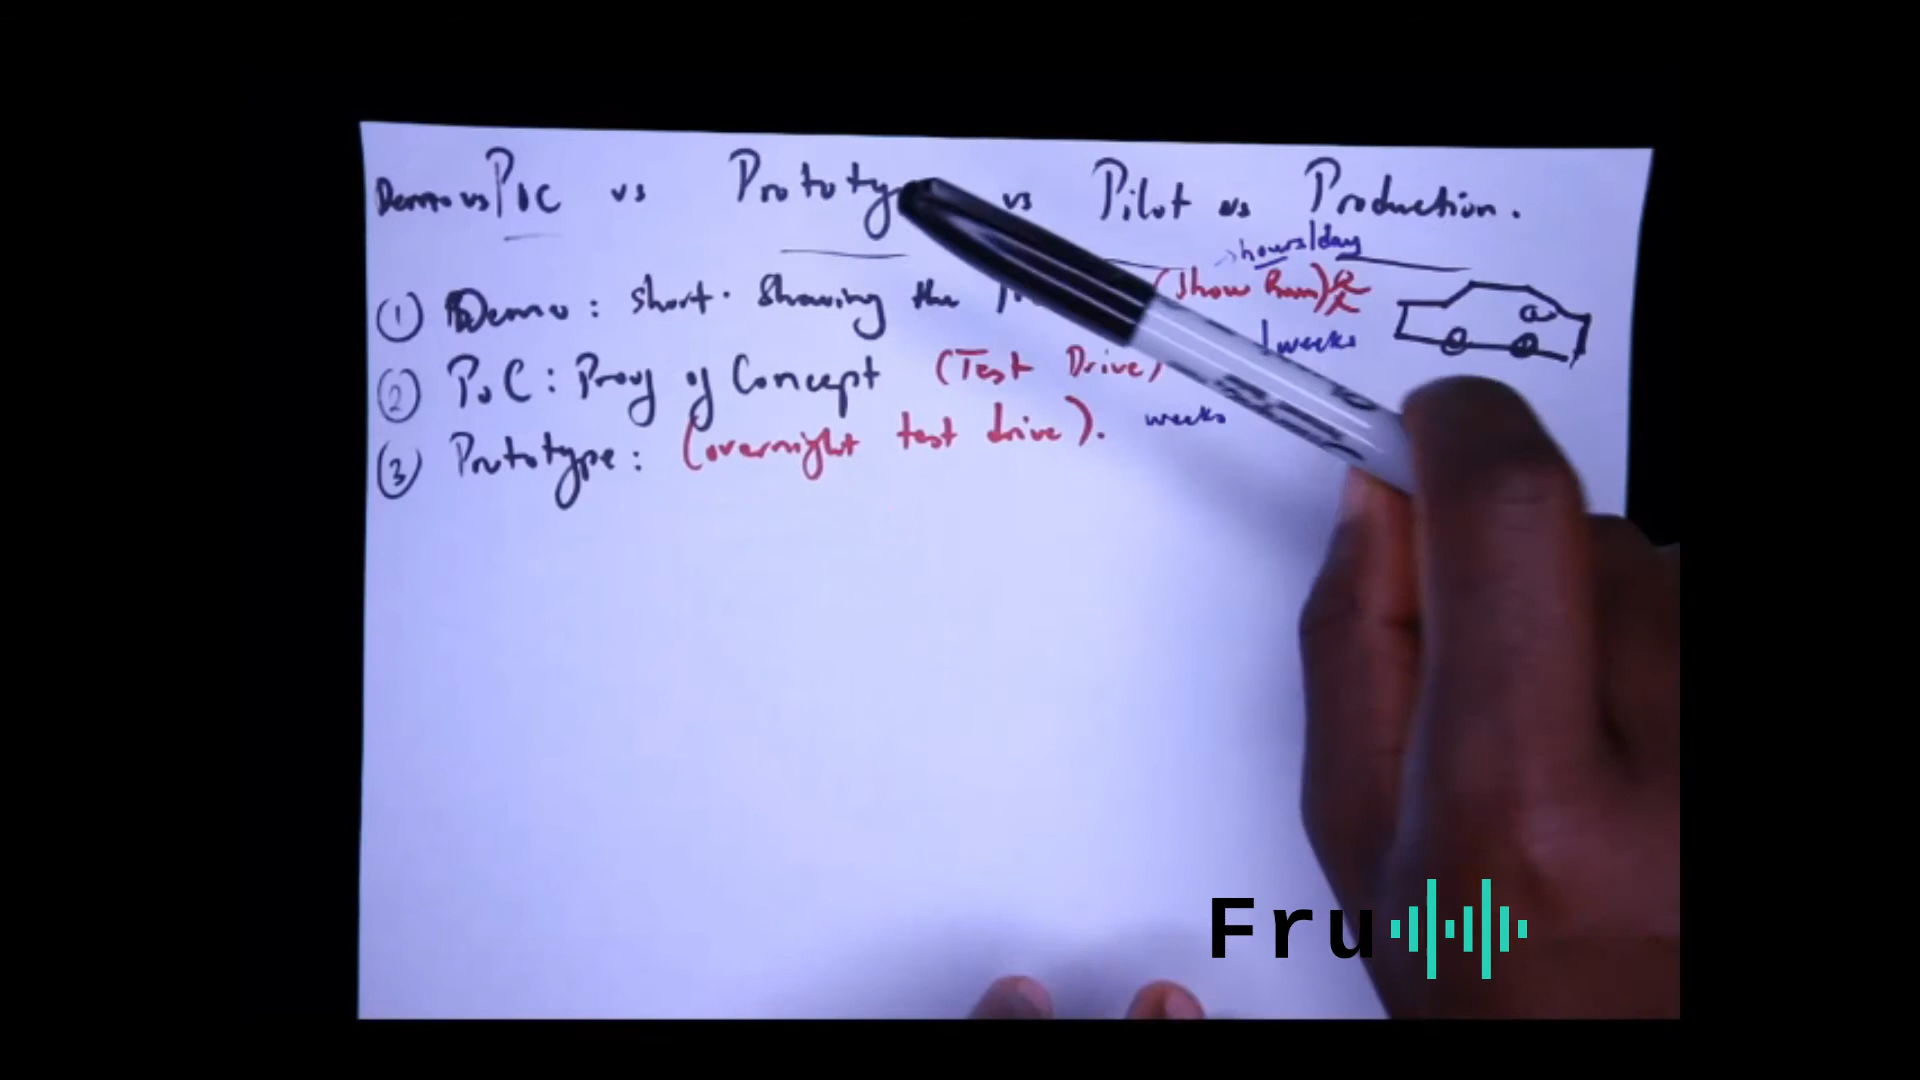 Demo vs PoC vs Prototyp vs Pilot vs Production.
hours/day
① Demo: short. Showing the (Show Room)
weeks
② PoC: Proof of Concept (Test Drive)
③ Prototype: (overnight test drive). weeks
Fru